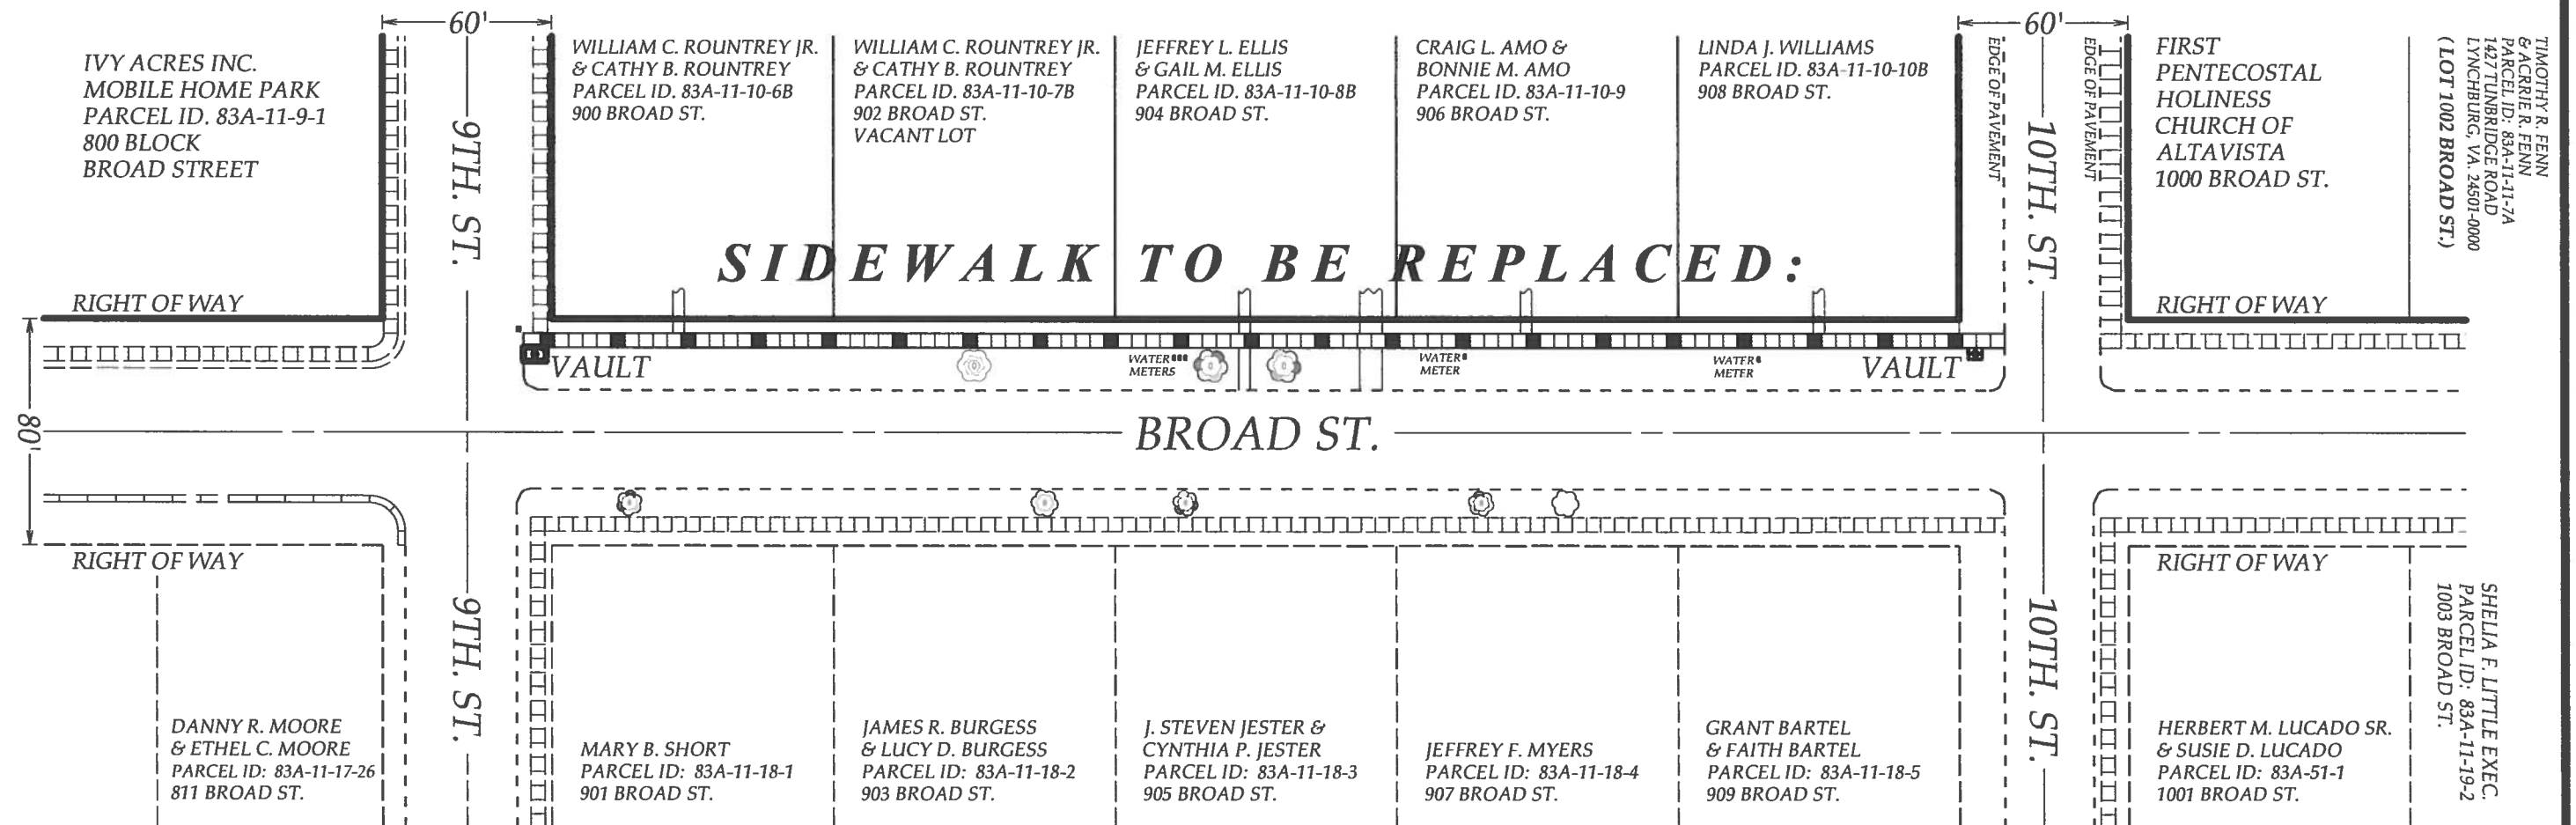 60'
60'
IVY ACRES INC.
MOBILE HOME PARK
PARCEL ID. 83A-11-9-1
800 BLOCK
BROAD STREET
9TH. ST.
WILLIAM C. ROUNTREY JR.
& CATHY B. ROUNTREY
PARCEL ID. 83A-11-10-6B
900 BROAD ST.
WILLIAM C. ROUNTREY JR.
& CATHY B. ROUNTREY
PARCEL ID. 83A-11-10-7B
902 BROAD ST.
VACANT LOT
JEFFREY L. ELLIS
& GAIL M. ELLIS
PARCEL ID. 83A-11-10-8B
904 BROAD ST.
CRAIG L. AMO &
BONNIE M. AMO
PARCEL ID. 83A-11-10-9
906 BROAD ST.
LINDA J. WILLIAMS
PARCEL ID. 83A-11-10-10B
908 BROAD ST.
EDGE OF PAVEMENT
10TH. ST.
EDGE OF PAVEMENT
FIRST
PENTECOSTAL
HOLINESS
CHURCH OF
ALTAVISTA
1000 BROAD ST.
TIMOTHY R. FENN
& ACRRIE R. FENN
PARCEL ID: 83A-11-11-7A
1427 TUNBRIDGE ROAD
LYNCHBURG, VA. 24501-0000
( LOT 1002 BROAD ST.)
SIDEWALK TO BE REPLACED:
RIGHT OF WAY
RIGHT OF WAY
VAULT
WATER
METERS
WATER
METER
WATER
METER
VAULT
80'
BROAD ST.
RIGHT OF WAY
RIGHT OF WAY
9TH. ST.
10TH. ST.
DANNY R. MOORE
& ETHEL C. MOORE
PARCEL ID: 83A-11-17-26
811 BROAD ST.
MARY B. SHORT
PARCEL ID: 83A-11-18-1
901 BROAD ST.
JAMES R. BURGESS
& LUCY D. BURGESS
PARCEL ID: 83A-11-18-2
903 BROAD ST.
J. STEVEN JESTER &
CYNTHIA P. JESTER
PARCEL ID: 83A-11-18-3
905 BROAD ST.
JEFFREY F. MYERS
PARCEL ID: 83A-11-18-4
907 BROAD ST.
GRANT BARTEL
& FAITH BARTEL
PARCEL ID: 83A-11-18-5
909 BROAD ST.
HERBERT M. LUCADO SR.
& SUSIE D. LUCADO
PARCEL ID: 83A-51-1
1001 BROAD ST.
SHELIA F. LITTLE EXEC.
PARCEL ID: 83A-11-19-2
1003 BROAD ST.